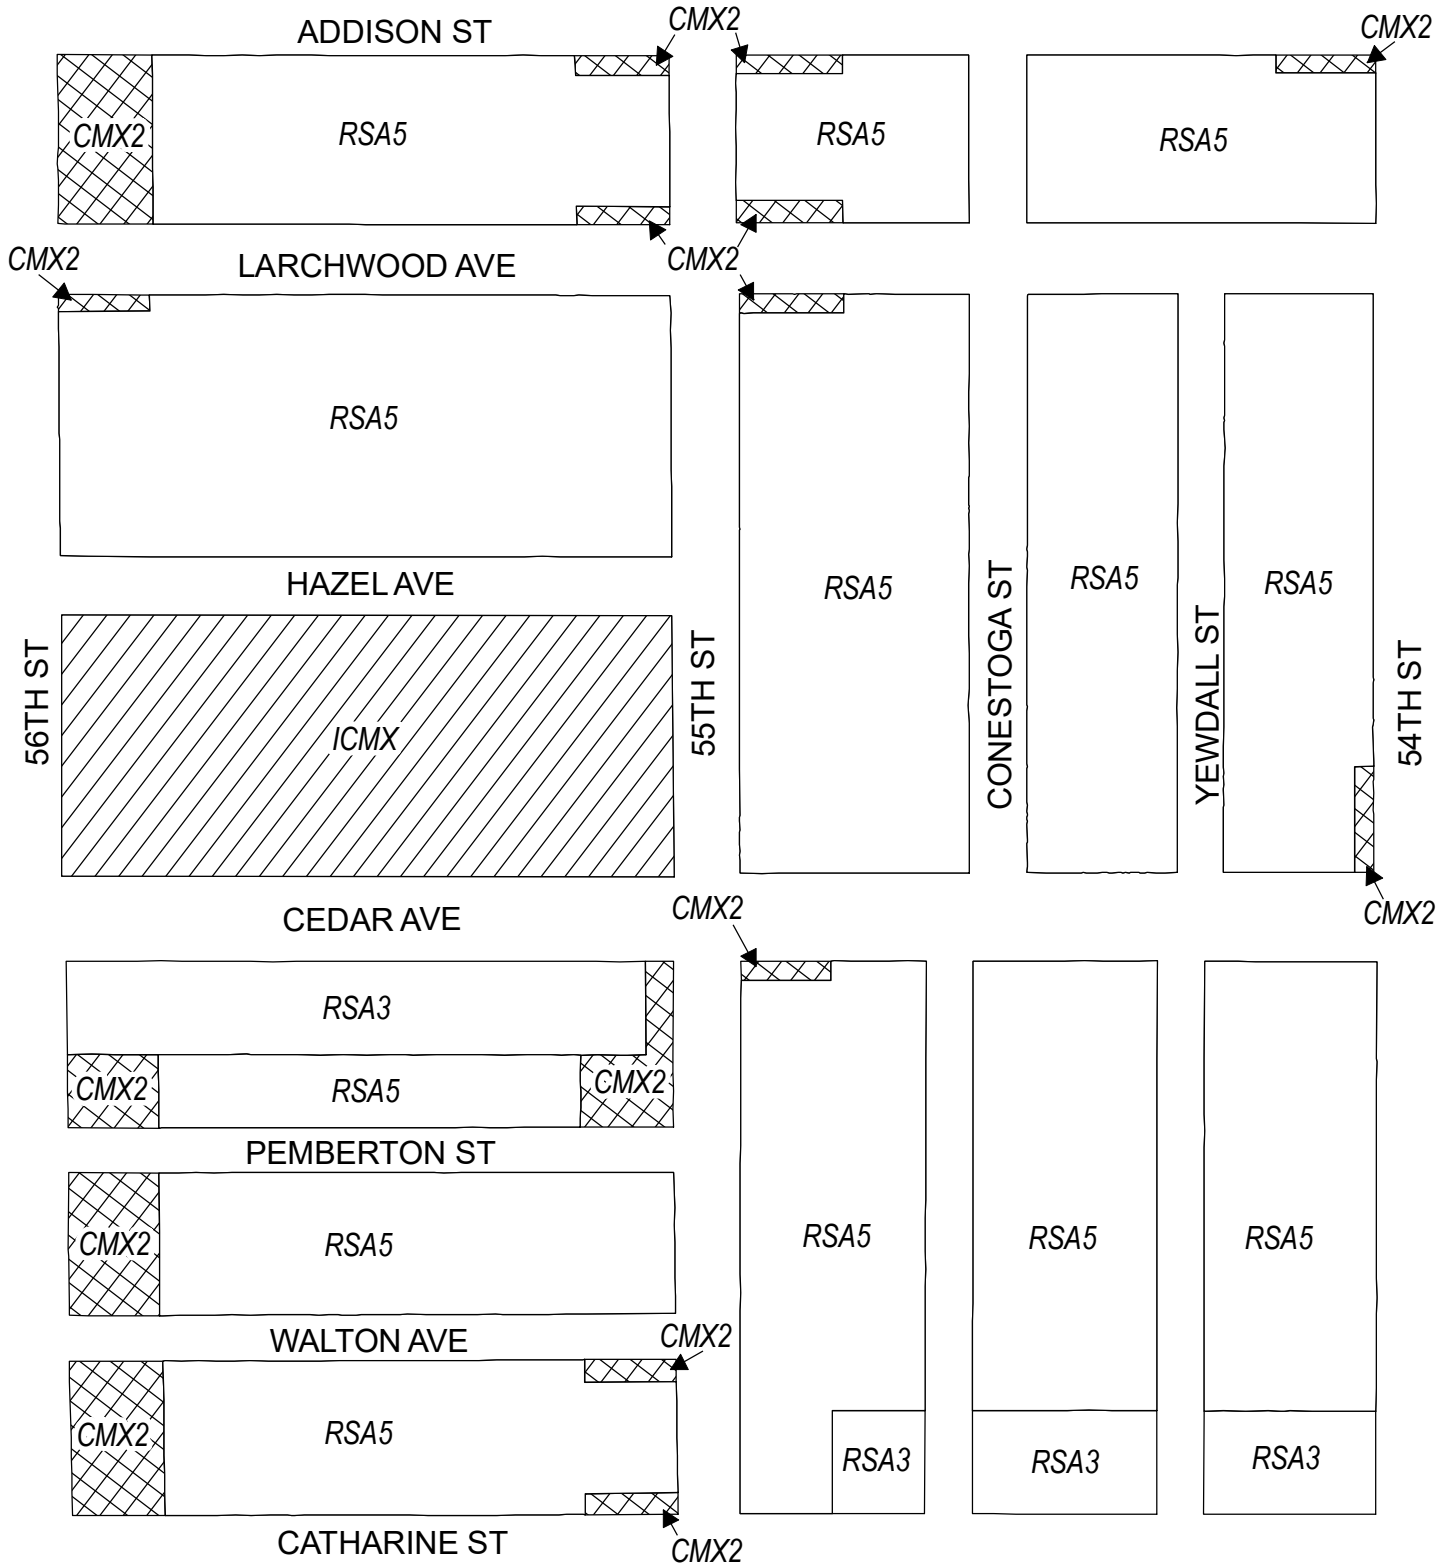 CMX2
ADDISON ST
CMX2
CMX2
RSA5
RSA5
RSA5
CMX2
LARCHWOOD AVE
CMX2
RSA5
HAZEL AVE
RSA5
RSA5
RSA5
56TH ST
ICMX
55TH ST
CONESTOGA ST
YEWDALL ST
54TH ST
CEDAR AVE
CMX2
CMX2
RSA3
CMX2
RSA5
CMX2
PEMBERTON ST
CMX2
RSA5
RSA5
RSA5
RSA5
WALTON AVE
CMX2
CMX2
RSA5
RSA3
RSA3
RSA3
CATHARINE ST
CMX2